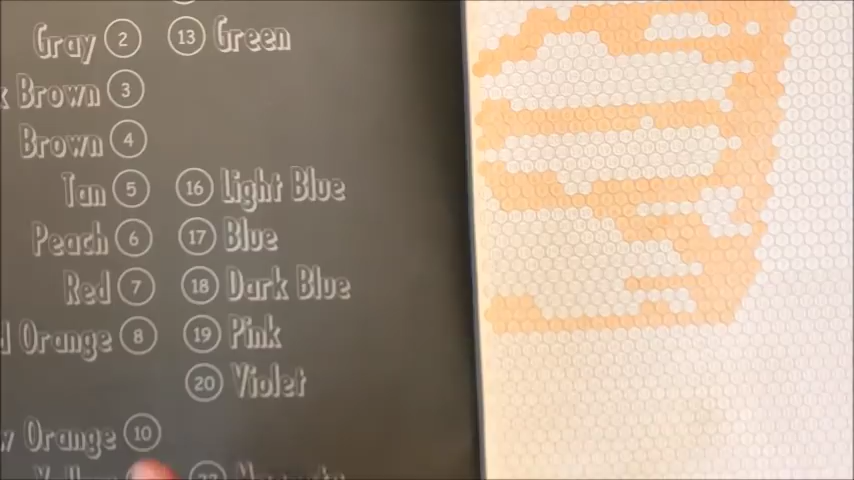 Gray 2 13 Green
Brown 3
Brown 4
Tan 5 16 Light Blue
Peach 6 17 Blue
Red 7 18 Dark Blue
Orange 8 19 Pink
20 Violet
Orange 10